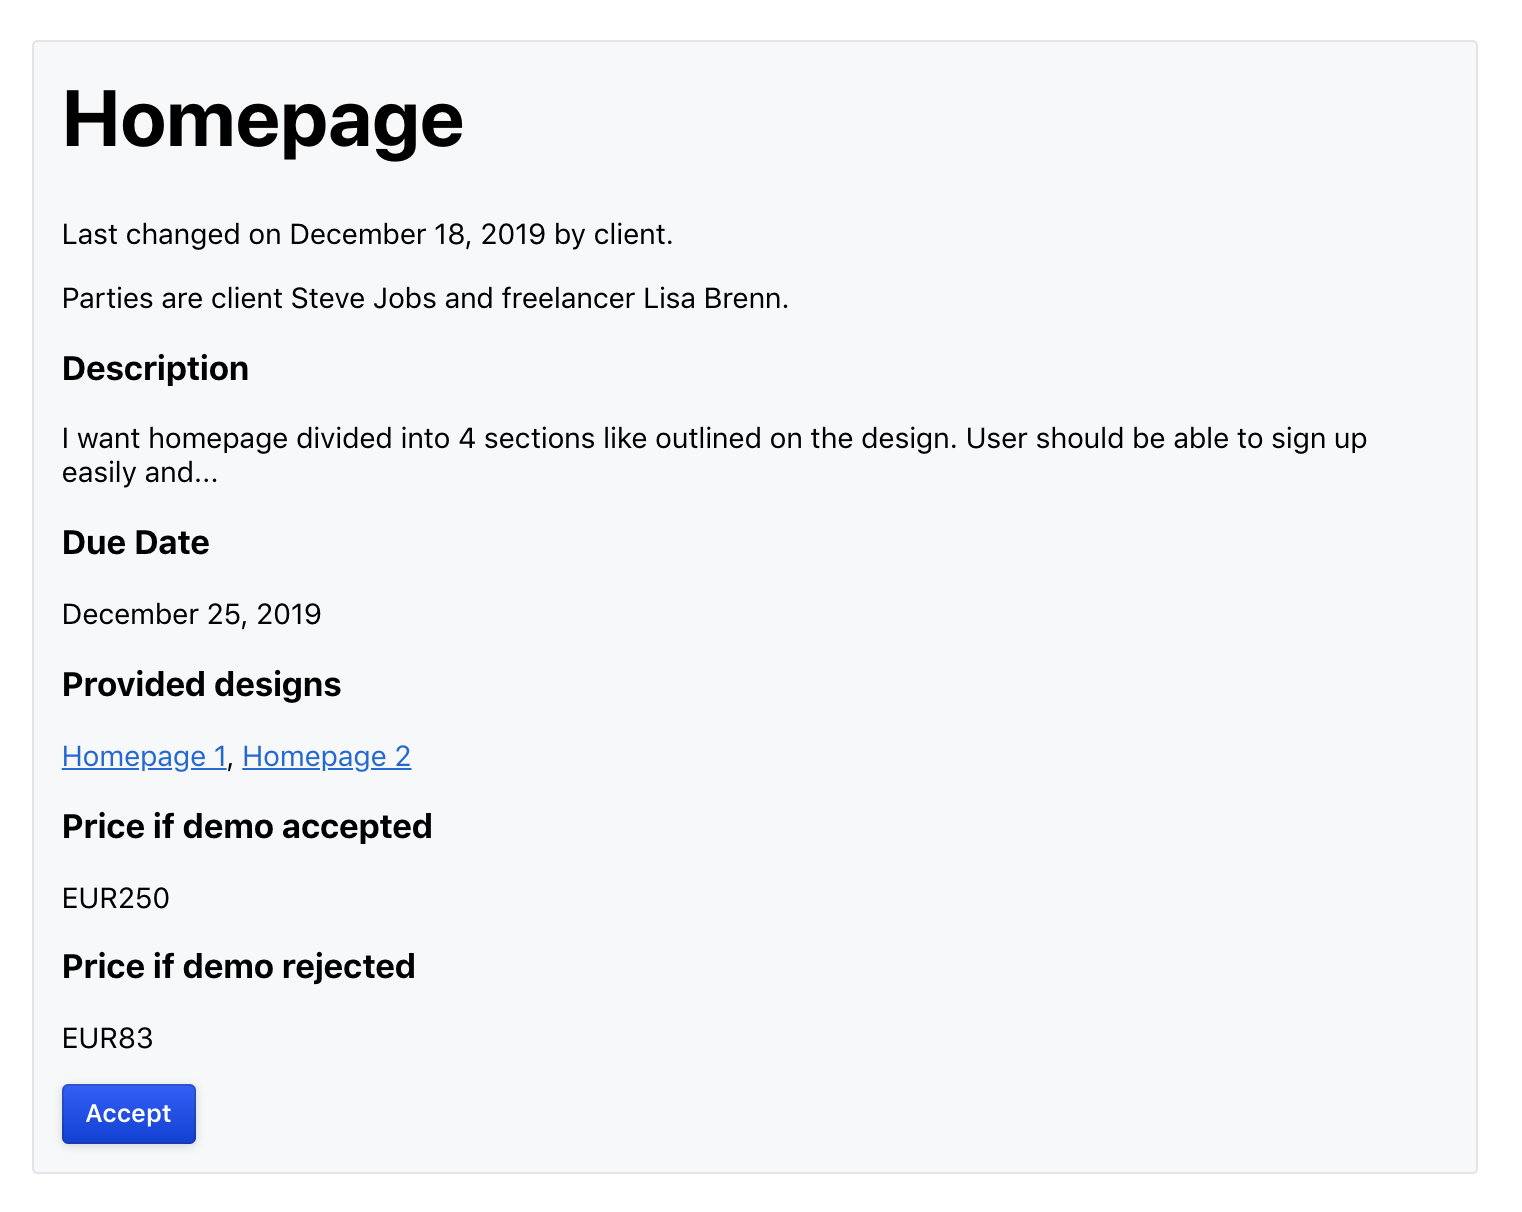 Homepage
Last changed on December 18, 2019 by client.
Parties are client Steve Jobs and freelancer Lisa Brenn.
Description
I want homepage divided into 4 sections like outlined on the design. User should be able to sign up
easily and...
Due Date
December 25, 2019
Provided designs
Homepage 1, Homepage 2
Price if demo accepted
EUR250
Price if demo rejected
EUR83
Accept